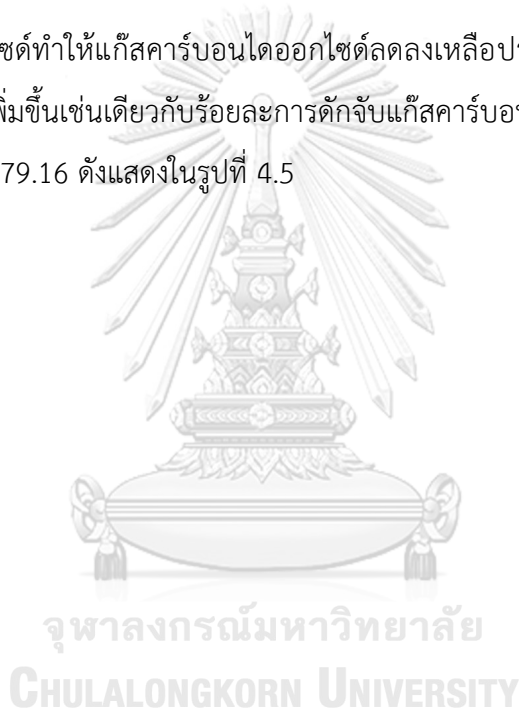 ซด์ทำให้แก๊สคาร์บอนไดออกไซด์ลดลงเหลือปร
พิ่มขึ้นเช่นเดียวกับร้อยละการดักจับแก๊สคาร์บอน
79.16 ดังแสดงในรูปที่ 4.5
จุฬาลงกรณ์มหาวิทยาลัย
CHULALONGKORN UNIVERSITY